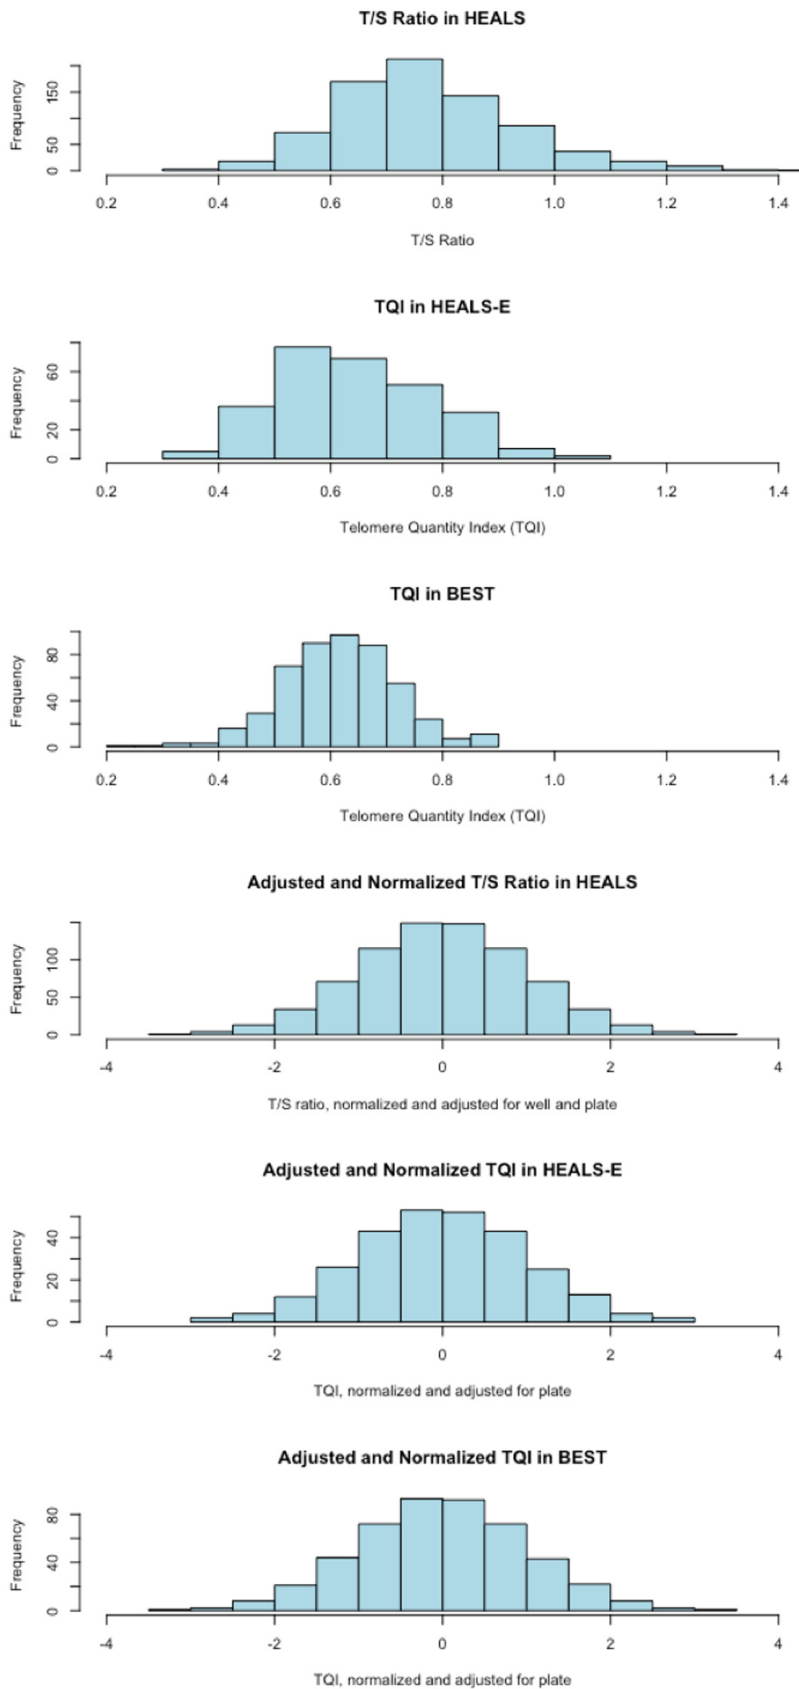 T/S Ratio in HEALS
Frequency
150
50
0
0.2 0.4 0.6 0.8 1.0 1.2 1.4
T/S Ratio
TQI in HEALS-E
Frequency
60
20
0
0.2 0.4 0.6 0.8 1.0 1.2 1.4
Telomere Quantity Index (TQI)
TQI in BEST
Frequency
80
40
0
0.2 0.4 0.6 0.8 1.0 1.2 1.4
Telomere Quantity Index (TQI)
Adjusted and Normalized T/S Ratio in HEALS
Frequency
100
50
0
-4 -2 0 2 4
T/S ratio, normalized and adjusted for well and plate
Adjusted and Normalized TQI in HEALS-E
Frequency
40
20
0
-4 -2 0 2 4
TQI, normalized and adjusted for plate
Adjusted and Normalized TQI in BEST
Frequency
80
40
0
-4 -2 0 2 4
TQI, normalized and adjusted for plate